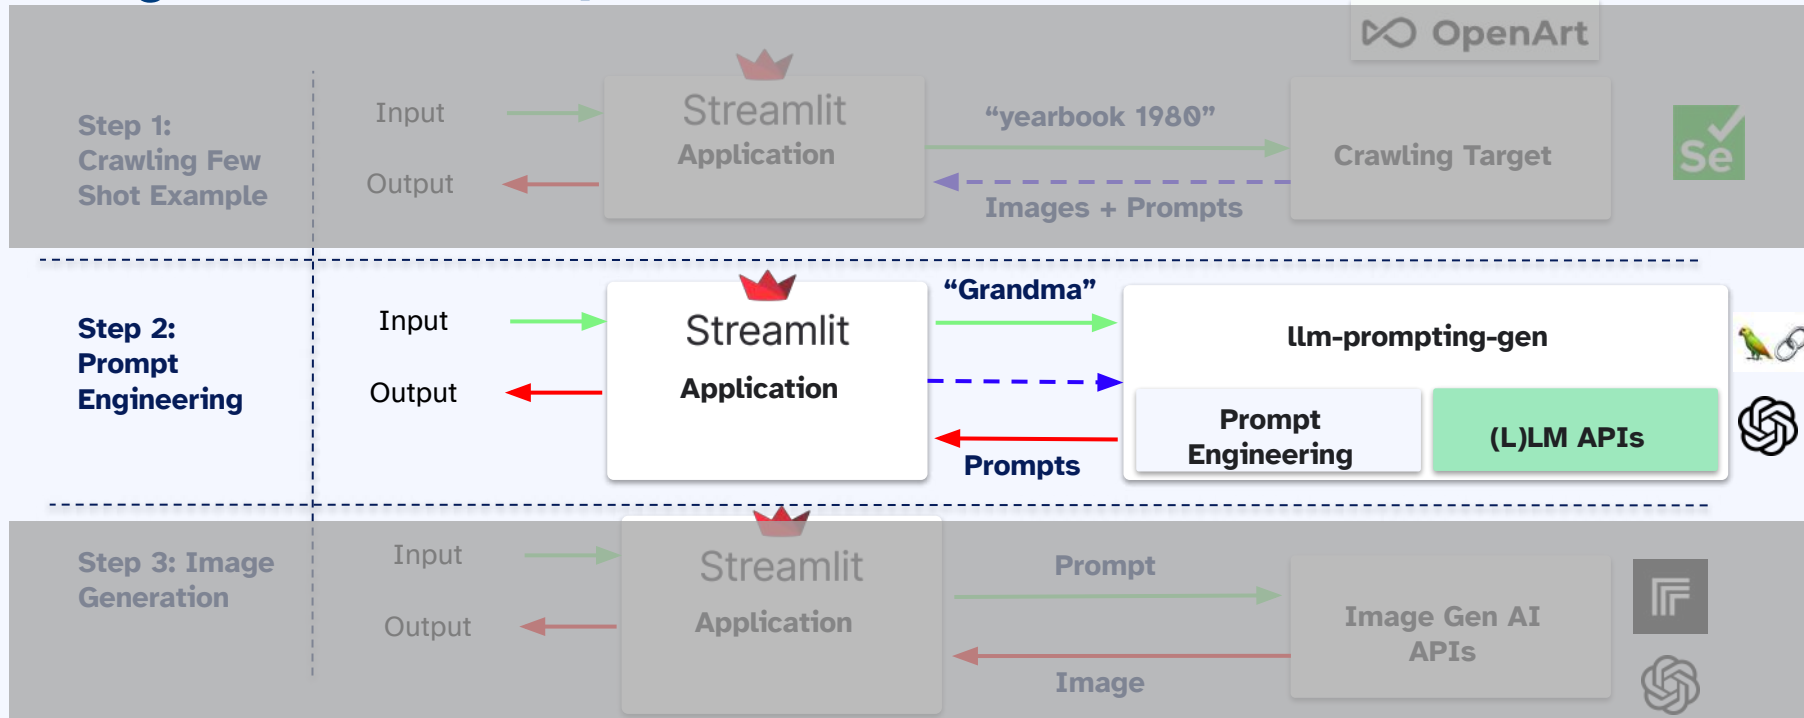 OpenArt
Step 1:
Crawling Few
Shot Example
Input
Output
Streamlit
Application
“yearbook 1980”
Images + Prompts
Crawling Target
Se
Step 2:
Prompt
Engineering
Input
Output
Streamlit
Application
“Grandma”
Prompts
llm-prompting-gen
Prompt
Engineering
(L)LM APIs
Step 3: Image
Generation
Input
Output
Streamlit
Application
Prompt
Image
Image Gen AI
APIs